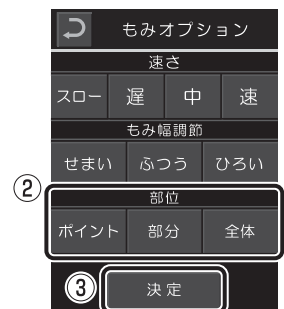 もみオプション
速さ
スロー 遅 中 速
もみ幅調節
せまい ふつう ひろい
② 部位
ポイント 部分 全体
③ 決定